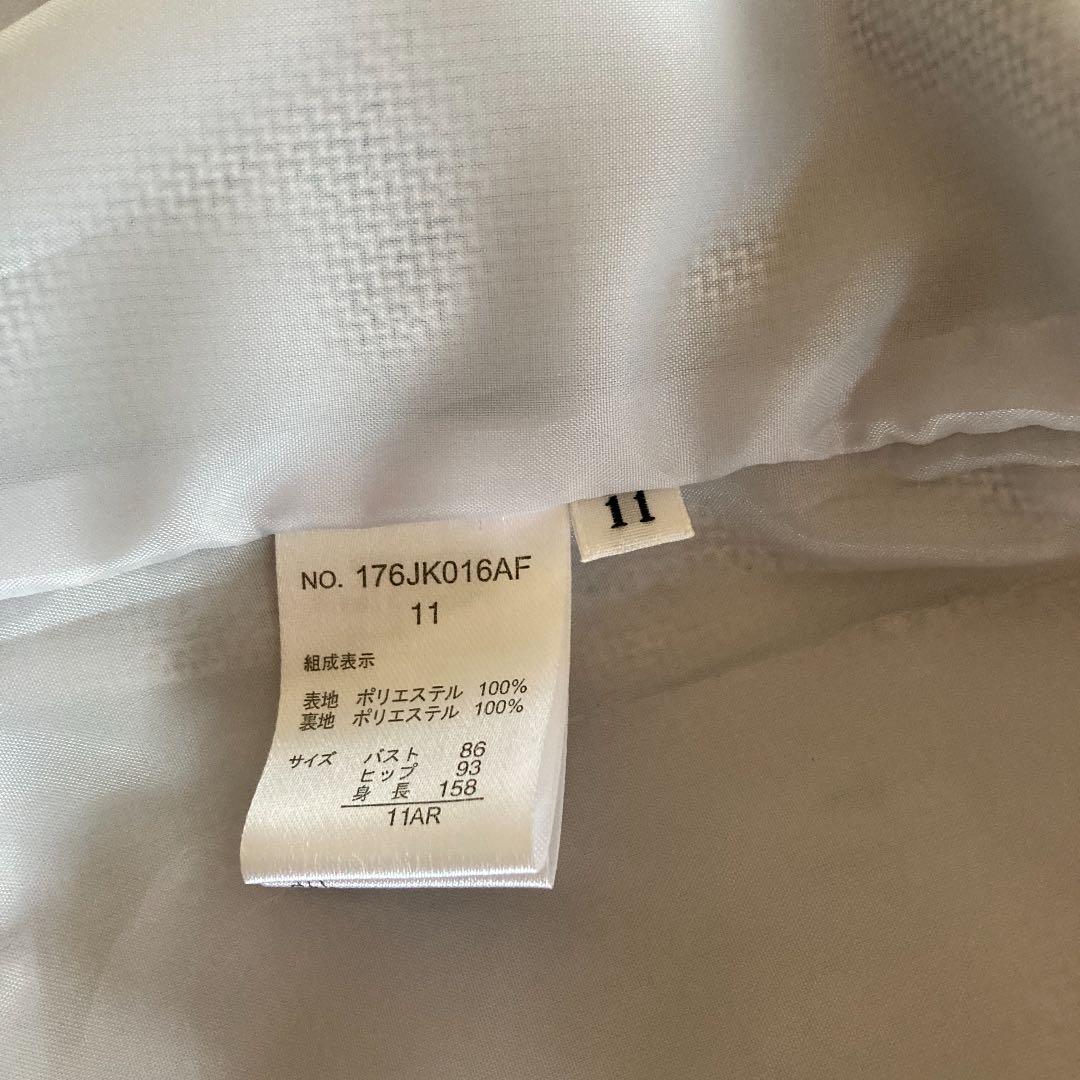 11
NO. 176JK016AF
11
組成表示
表地 ポリエステル 100%
裏地 ポリエステル 100%
サイズ バスト 86
ヒップ 93
身 長 158
11AR